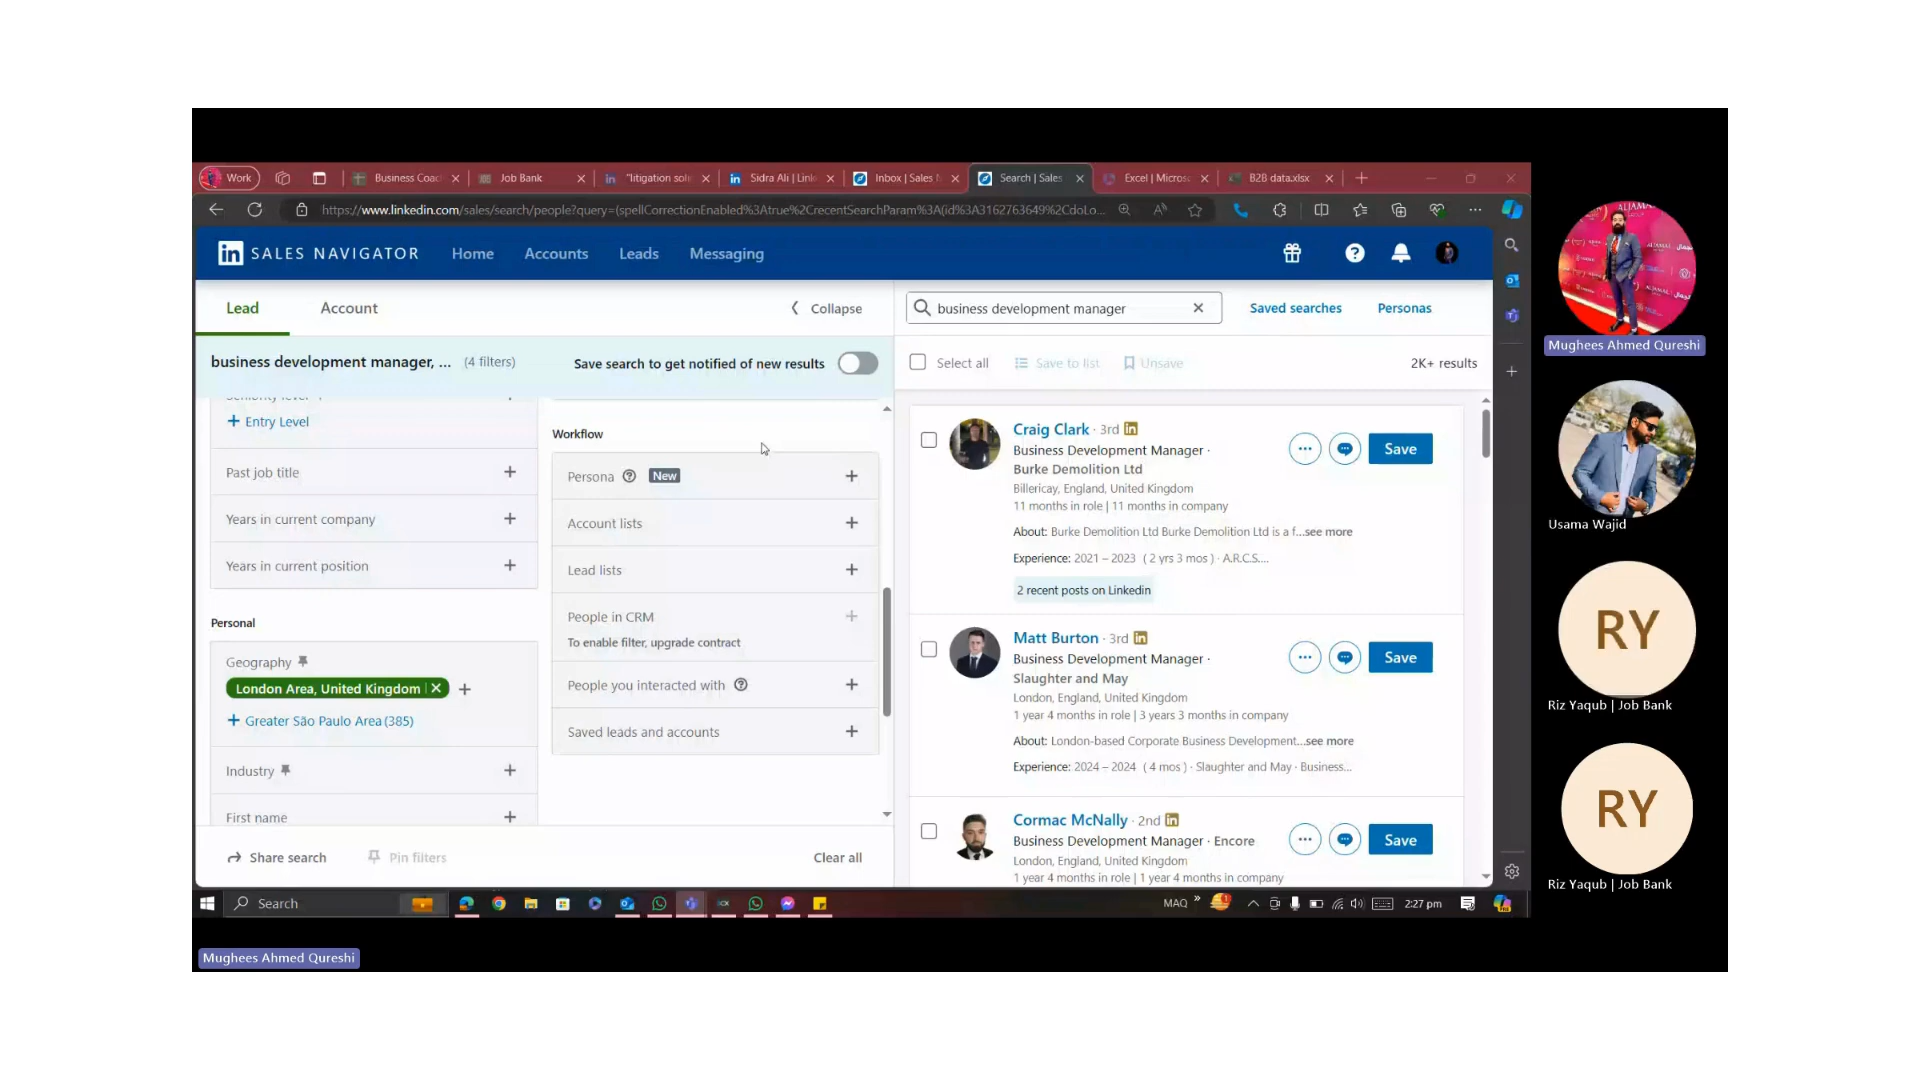 Work
Business Coac
Job Bank
"litigation soli
Sidra Ali | Link
Inbox | Sales N
Search | Sales
Excel | Micros
B2B data.xlsx
https://www.linkedin.com/sales/search/people?query=(spellCorrectionEnabled%3Atrue%2CrecentSearchParam%3A(id%3A3162763649%2CdoLo...
in SALES NAVIGATOR
Home
Accounts
Leads
Messaging
Lead
Account
Collapse
business development manager
Saved searches
Personas
business development manager, ... (4 filters)
Save search to get notified of new results
Select all
Save to list
Unsave
2K+ results
Seniority level
+ Entry Level
Past job title
Years in current company
Years in current position
Personal
Geography
London Area, United Kingdom
+ Greater São Paulo Area (385)
Industry
First name
Share search
Pin filters
Clear all
Workflow
Persona New
Account lists
Lead lists
People in CRM
To enable filter, upgrade contract
People you interacted with
Saved leads and accounts
Craig Clark · 3rd in
Business Development Manager ·
Burke Demolition Ltd
Billericay, England, United Kingdom
11 months in role | 11 months in company
About: Burke Demolition Ltd Burke Demolition Ltd is a f...see more
Experience: 2021 – 2023 ( 2 yrs 3 mos ) · A.R.C.S....
2 recent posts on Linkedin
Save
Matt Burton · 3rd in
Business Development Manager ·
Slaughter and May
London, England, United Kingdom
1 year 4 months in role | 3 years 3 months in company
About: London-based Corporate Business Development...see more
Experience: 2024 – 2024 ( 4 mos ) · Slaughter and May · Business...
Save
Cormac McNally · 2nd in
Business Development Manager · Encore
London, England, United Kingdom
1 year 4 months in role | 1 year 4 months in company
Save
Search
MAQ
2:27 pm
Mughees Ahmed Qureshi
ALJAMAL
Mughees Ahmed Qureshi
Usama Wajid
RY
Riz Yaqub | Job Bank
RY
Riz Yaqub | Job Bank